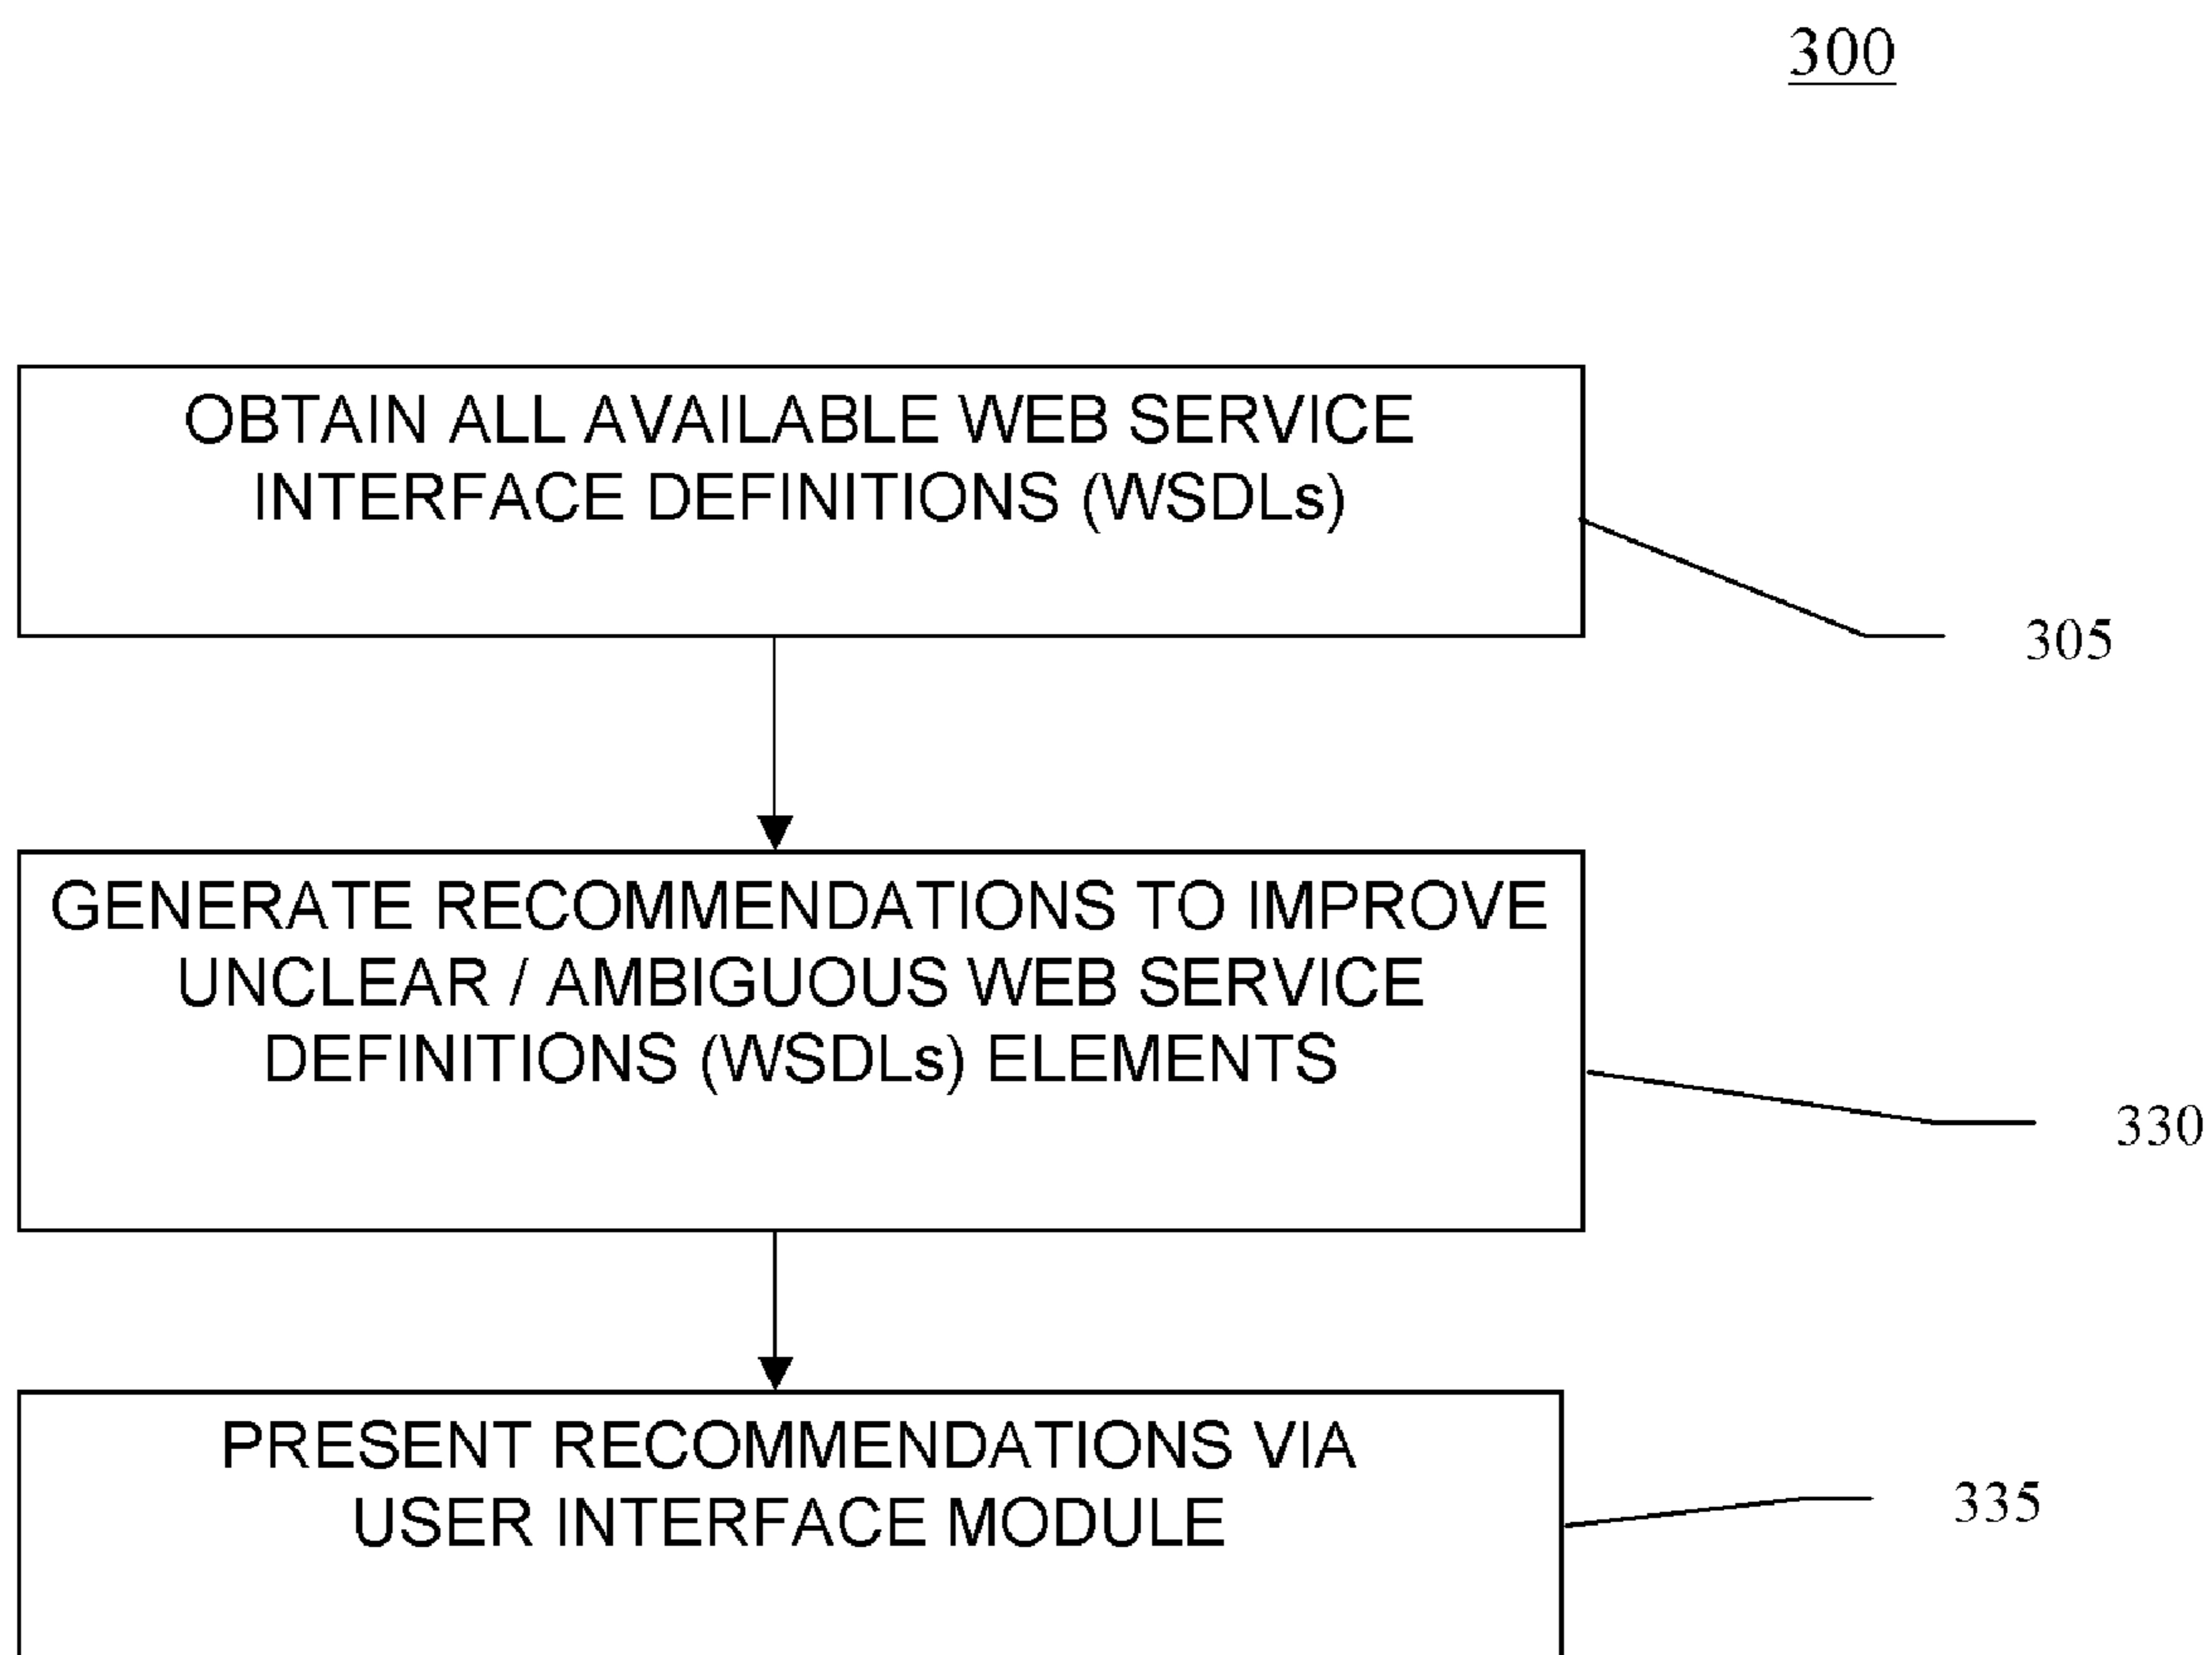 300
OBTAIN ALL AVAILABLE WEB SERVICE
INTERFACE DEFINITIONS (WSDLs)
305
GENERATE RECOMMENDATIONS TO IMPROVE
UNCLEAR / AMBIGUOUS WEB SERVICE
DEFINITIONS (WSDLs) ELEMENTS
330
PRESENT RECOMMENDATIONS VIA
USER INTERFACE MODULE
335